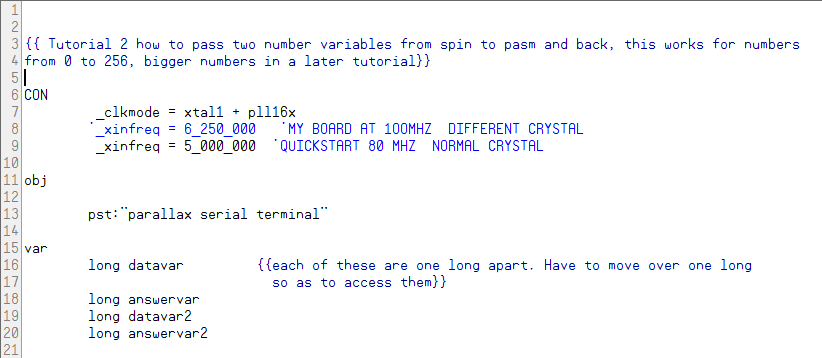 1
2
3 {{ Tutorial 2 how to pass two number variables from spin to pasm and back, this works for numbers
4 from 0 to 256, bigger numbers in a later tutorial}}
5
6 CON
7 _clkmode = xtal1 + pll16x
8 '_xinfreq = 6_250_000 'MY BOARD AT 100MHZ DIFFERENT CRYSTAL
9 _xinfreq = 5_000_000 'QUICKSTART 80 MHZ NORMAL CRYSTAL
10
11 obj
12
13 pst:"parallax serial terminal"
14
15 var
16 long datavar {{each of these are one long apart. Have to move over one long
17 so as to access them}}
18 long answervar
19 long datavar2
20 long answervar2
21